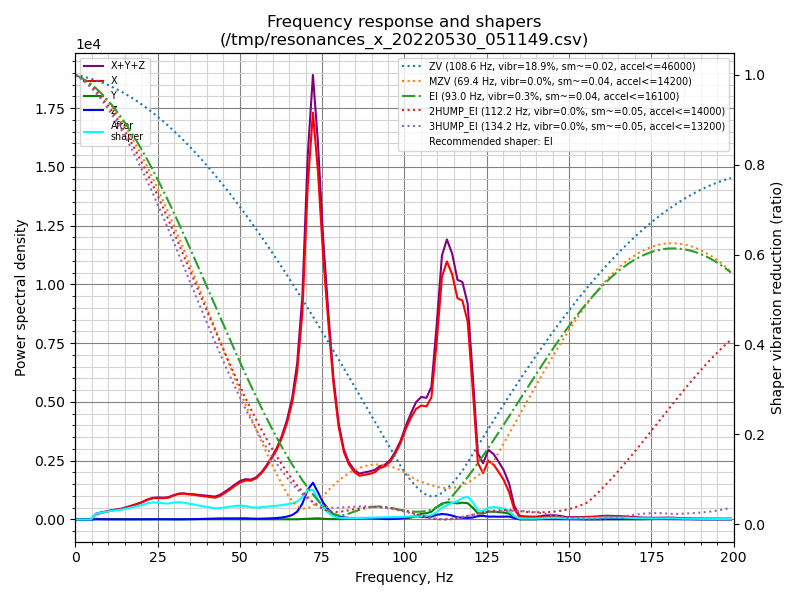 Frequency response and shapers
(/tmp/resonances_x_20220530_051149.csv)
1e4
X+Y+Z
X
Y
Z
After
shaper
ZV (108.6 Hz, vibr=18.9%, sm~=0.02, accel<=46000)
MZV (69.4 Hz, vibr=0.0%, sm~=0.04, accel<=14200)
EI (93.0 Hz, vibr=0.3%, sm~=0.04, accel<=16100)
2HUMP_EI (112.2 Hz, vibr=0.0%, sm~=0.05, accel<=14000)
3HUMP_EI (134.2 Hz, vibr=0.0%, sm~=0.05, accel<=13200)
Recommended shaper: EI
Power spectral density
1.75
1.50
1.25
1.00
0.75
0.50
0.25
0.00
1.0
0.8
0.6
0.4
0.2
0.0
Shaper vibration reduction (ratio)
0 25 50 75 100 125 150 175 200
Frequency, Hz